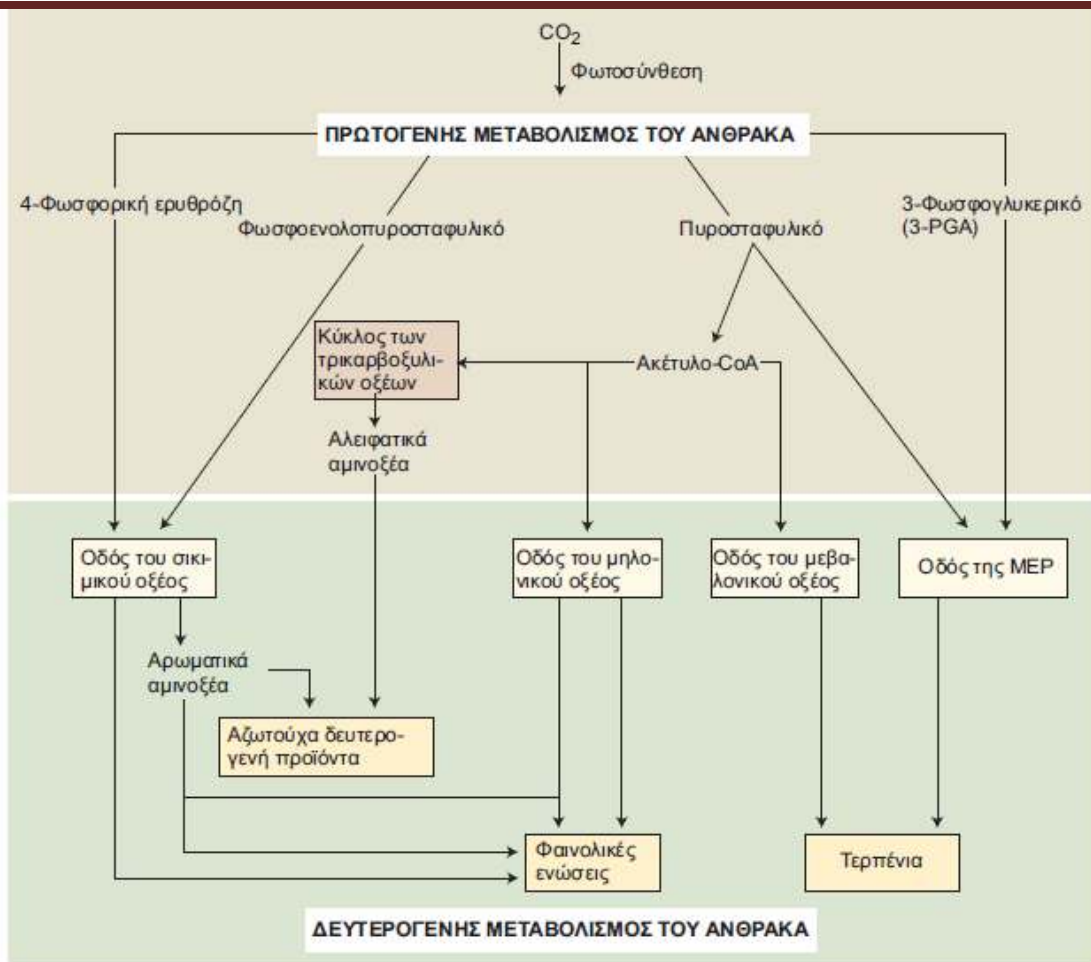 CO2
Φωτοσύνθεση
ΠΡΩΤΟΓΕΝΗΣ ΜΕΤΑΒΟΛΙΣΜΟΣ ΤΟΥ ΑΝΘΡΑΚΑ
4-Φωσφορική ερυθρόζη
Φωσφοενολοπυροσταφυλικό
Πυροσταφυλικό
3-Φωσφογλυκερικό
(3-PGA)
Κύκλος των
τρικαρβοξυλι-
κών οξέων
Ακέτυλο-CoA
Αλειφατικά
αμινοξέα
Οδός του σικι-
μικού οξέος
Οδός του μηλο-
νικού οξέος
Οδός του μεβα-
λονικού οξέος
Οδός της MEP
Αρωματικά
αμινοξέα
Αζωτούχα δευτερο-
γενή προϊόντα
Φαινολικές
ενώσεις
Τερπένια
ΔΕΥΤΕΡΟΓΕΝΗΣ ΜΕΤΑΒΟΛΙΣΜΟΣ ΤΟΥ ΑΝΘΡΑΚΑ